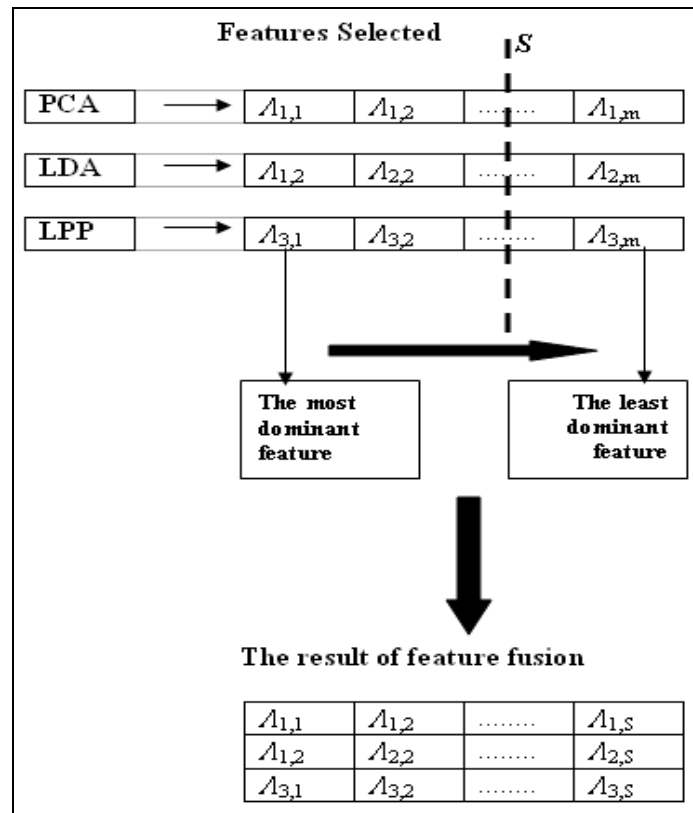 Features Selected
S
PCA Λ1,1 Λ1,2 ........ Λ1,m
LDA Λ1,2 Λ2,2 ........ Λ2,m
LPP Λ3,1 Λ3,2 ........ Λ3,m
The most dominant feature
The least dominant feature
The result of feature fusion
Λ1,1 Λ1,2 ........ Λ1,S
Λ1,2 Λ2,2 ........ Λ2,S
Λ3,1 Λ3,2 ........ Λ3,S